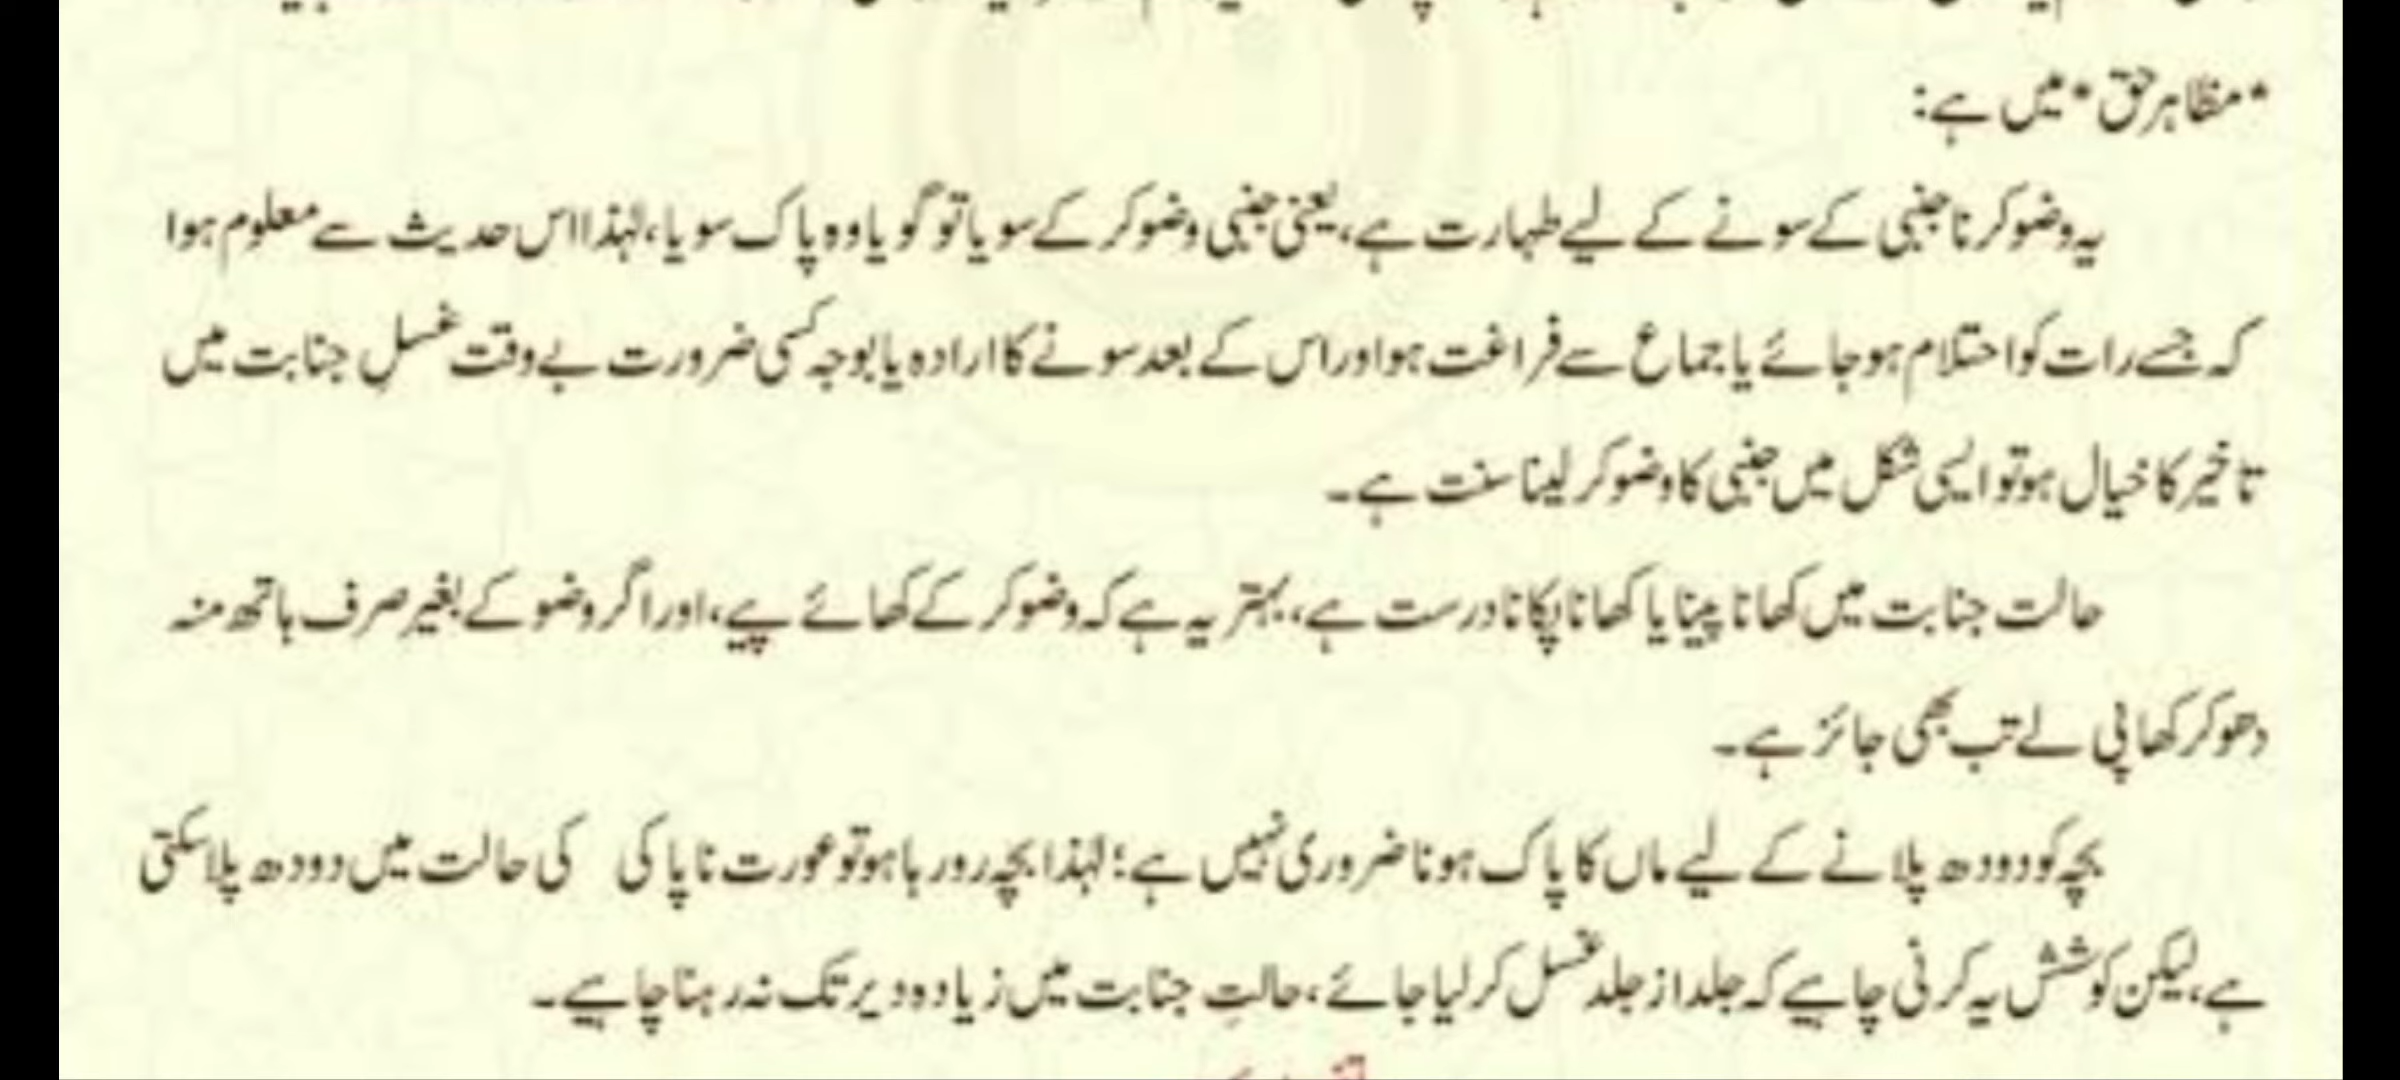 *مظاہر حق* میں ہے:
یہ وضو کرنا جنبی کے سونے کے لیے طہارت ہے، یعنی جنبی وضو کر کے سویا تو گویا وہ پاک سویا، لہٰذا اس حدیث سے معلوم ہوا
کہ جسے رات کو احتلام ہو جائے یا جماع سے فراغت ہو اور اس کے بعد سونے کا ارادہ یا بوجہ کسی ضرورت بے وقت غسلِ جنابت میں
تاخیر کا خیال ہو تو ایسی شکل میں جنبی کا وضو کر لینا سنت ہے۔
حالت جنابت میں کھانا پینا یا کھانا پکانا درست ہے، بہتر یہ ہے کہ وضو کر کے کھائے پیے، اور اگر وضو کے بغیر صرف ہاتھ منہ
دھو کر کھا پی لے تب بھی جائز ہے۔
بچہ کو دودھ پلانے کے لیے ماں کا پاک ہونا ضروری نہیں ہے؛ لہٰذا بچہ رو رہا ہو تو عورت ناپاکی کی حالت میں دودھ پلا سکتی
ہے، لیکن کوشش یہ کرنی چاہیے کہ جلد از جلد غسل کر لیا جائے، حالتِ جنابت میں زیادہ دیر تک نہ رہنا چاہیے۔